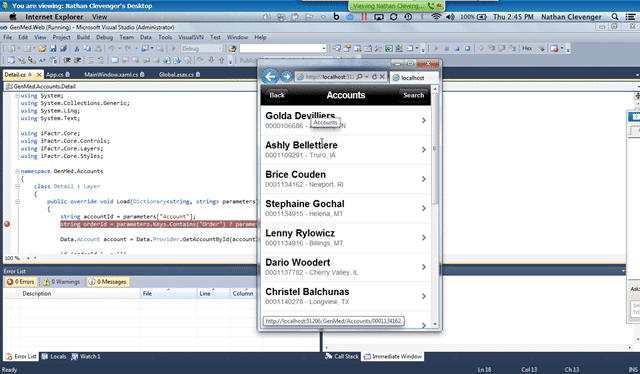 You are viewing: Nathan Clevenger's Desktop
Viewing Nathan Cleveng
Internet Explorer View Window Help
100% Thu 2:45 PM Nathan Clevenger
GenMed.Web (Running) - Microsoft Visual Studio (Administrator)
File Edit View Project Build Debug Team Data Tools VisualSVN Test Window Help
Detail.cs App.cs MainWindow.xaml.cs Global.asax.cs
GenMed.Accounts.Detail
using System;
using System.Collections.Generic;
using System.Linq;
using System.Text;
using iFactr.Core;
using iFactr.Core.Controls;
using iFactr.Core.Layers;
using iFactr.Core.Styles;
namespace GenMed.Accounts
{
class Detail : Layer
{
public override void Load(Dictionary<string, string> parameters
{
string accountId = parameters["Account"];
string orderId = parameters.Keys.Contains("Order") ? parame
Data.Account account = Data.Provider.GetAccountById(account
100 %
http://localhost:51
localhost
Back Accounts Search
Golda Devilliers
0000106686 -
Accounts
Ashly Bellettiere
0001109291 - Truro, IA
Brice Couden
0001134162 - Newport, RI
Stephaine Gochal
0001134915 - Helena, MT
Lenny Rylowicz
0001134916 - Billings, MT
Dario Woodert
0001137782 - Cherry Valley, IL
Christel Balchunas
0001140278 - Longview, TX
http://localhost:51206/GenMed/Accounts/0001134162
Error List
0 Errors 0 Warnings 0 Messages
Description File Line Column
Error List Locals Watch 1
Call Stack Immediate Window
Ready Ln 18 Col 13 Ch 13 INS